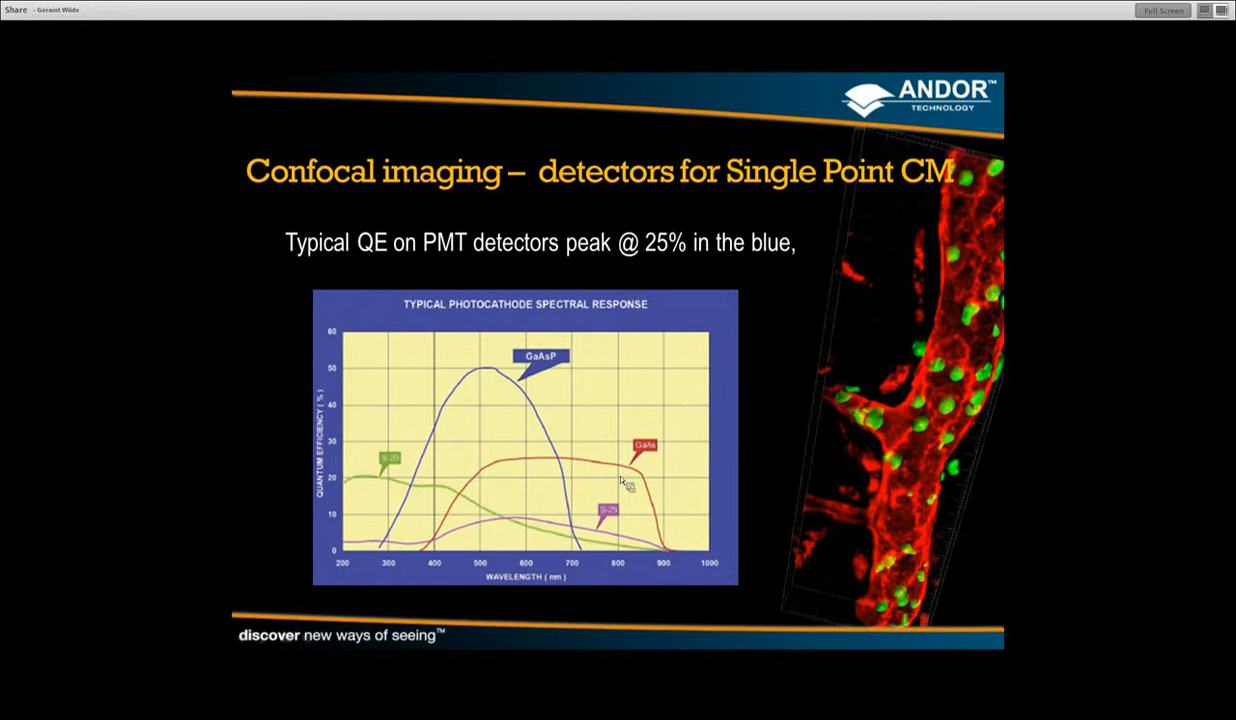 Share - Geraint Wilde
Full Screen
ANDOR™
TECHNOLOGY
Confocal imaging – detectors for Single Point CM
Typical QE on PMT detectors peak @ 25% in the blue,
TYPICAL PHOTOCATHODE SPECTRAL RESPONSE
60
50
40
30
20
10
0
QUANTUM EFFICIENCY ( % )
GaAsP
GaAs
S-20
S-25
200 300 400 500 600 700 800 900 1000
WAVELENGTH ( nm )
discover new ways of seeing™